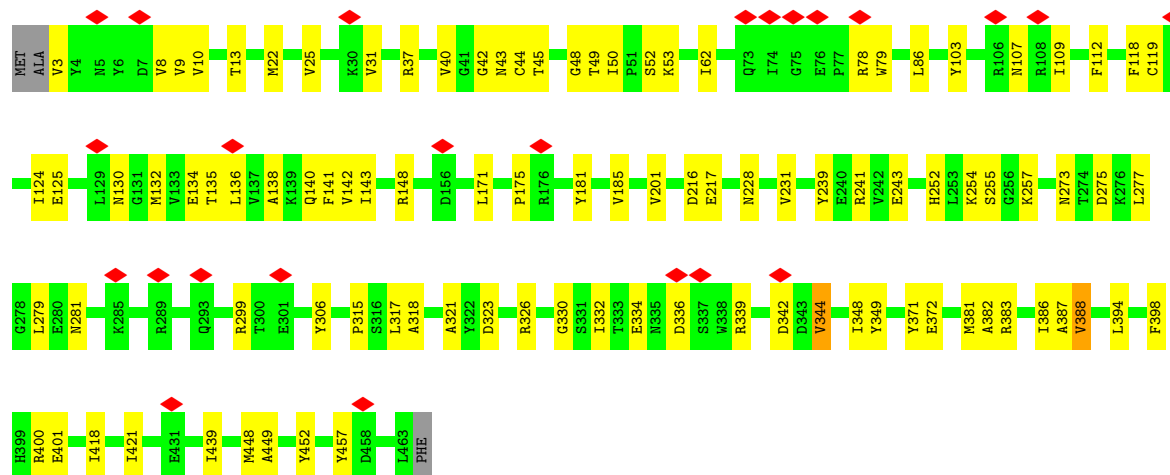 MET ALA V3 Y4 N5 Y6 D7 V8 V9 V10 T13 M22 V25 K30 V31 R37 V40 G41 G42 N43 C44 T45 G48 T49 I50 P51 S52 K53 I62 Q73 I74 G75 E76 P77 R78 W79 L86 Y103 R106 N107 R108 I109 F112 F118 C119
I124 E125 L129 N130 G131 M132 V133 E134 T135 L136 V137 A138 K139 Q140 F141 V142 I143 R148 D156 L171 P175 R176 Y181 V185 V201 D216 E217 N228 V231 Y239 E240 R241 V242 E243 H252 L253 K254 S255 G256 K257 N273 T274 D275 K276 L277
G278 L279 E280 N281 K285 R289 Q293 R299 T300 E301 Y306 P315 S316 L317 A318 A321 Y322 D323 R326 G330 S331 I332 T333 E334 N335 D336 S337 W338 R339 D342 D343 V344 I348 Y349 Y371 E372 M381 A382 R383 I386 A387 V388 L394 F398
H399 R400 E401 I418 I421 E431 I439 M448 A449 Y452 Y457 D458 L463 PHE